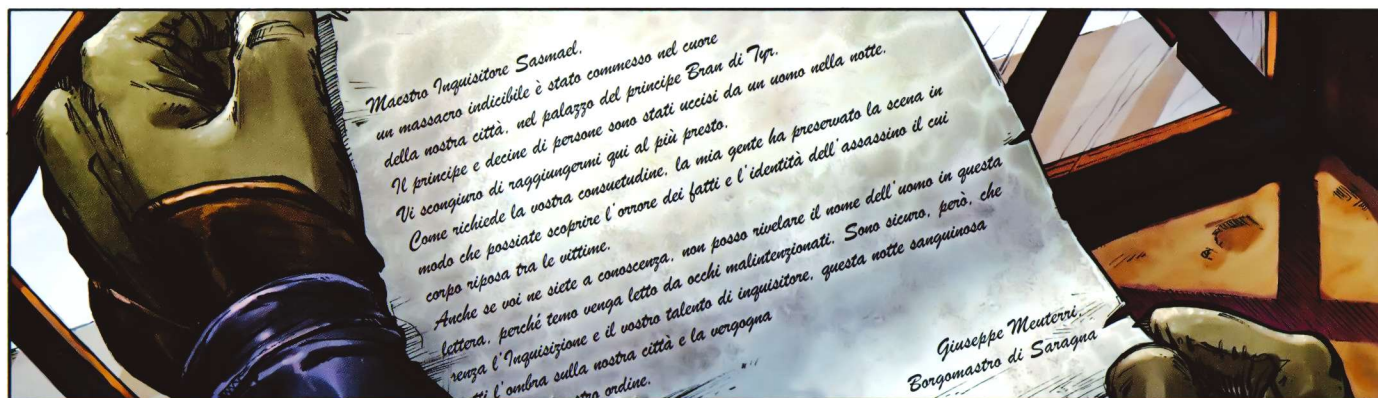 Maestro Inquisitore Sasmael,
un massacro indicibile è stato commesso nel cuore
della nostra città, nel palazzo del principe Bran di Tyr.
Il principe e decine di persone sono stati uccisi da un uomo nella notte.
Vi scongiuro di raggiungermi qui al più presto.
Come richiede la vostra consuetudine, la mia gente ha preservato la scena in
modo che possiate scoprire l'orrore dei fatti e l'identità dell'assassino il cui
corpo riposa tra le vittime.
Anche se voi ne siete a conoscenza, non posso rivelare il nome dell'uomo in questa
lettera, perché temo venga letto da occhi malintenzionati. Sono sicuro, però, che
l'Inquisizione e il vostro talento di inquisitore, questa notte sanguinosa
l'ombra sulla nostra città e la vergogna
ordine.
Giuseppe Menterri,
Borgomastro di Saragna